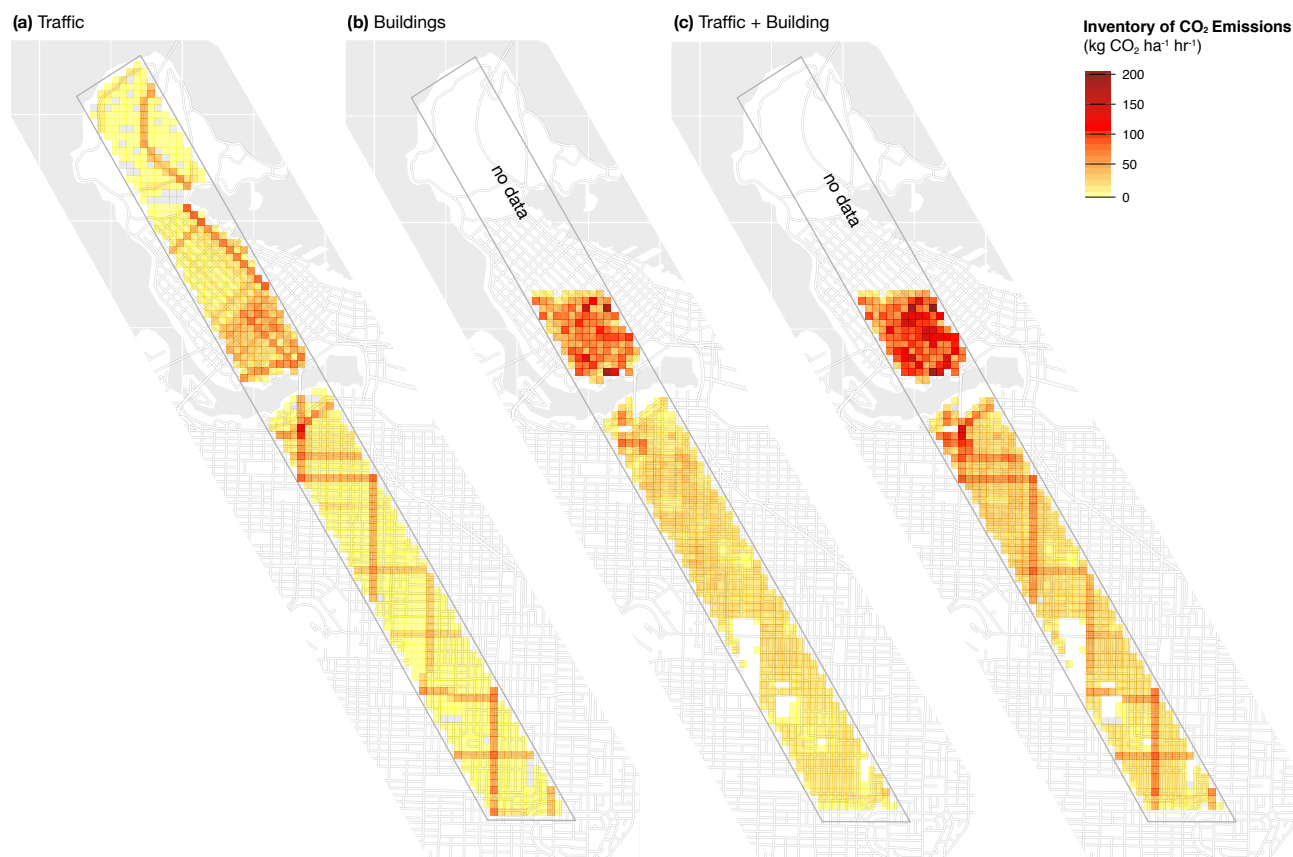 (a) Traffic
(b) Buildings
(c) Traffic + Building
Inventory of CO₂ Emissions
(kg CO₂ ha⁻¹ hr⁻¹)
200
150
100
50
0
no data
no data